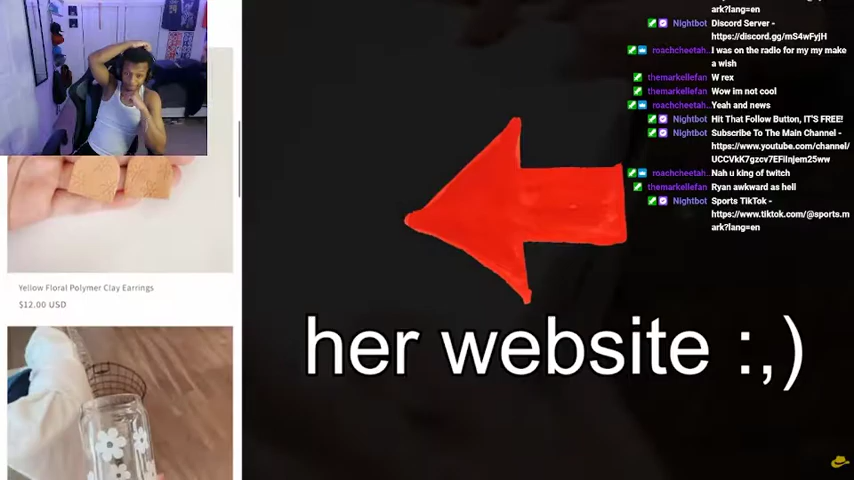 Yellow Floral Polymer Clay Earrings
$12.00 USD
her website :,)
ark?lang=en
Nightbot Discord Server -
https://discord.gg/mS4wFyjH
roachcheetah.. I was on the radio for my my make
a wish
themarkellefan W rex
themarkellefan Wow im not cool
roachcheetah.. Yeah and news
Nightbot Hit That Follow Button, IT'S FREE!
Nightbot Subscribe To The Main Channel -
https://www.youtube.com/channel/
UCCVkK7gzcv7EFiInjem25ww
roachcheetah.. Nah u king of twitch
themarkellefan Ryan awkward as hell
Nightbot Sports TikTok -
https://www.tiktok.com/@sports.m
ark?lang=en